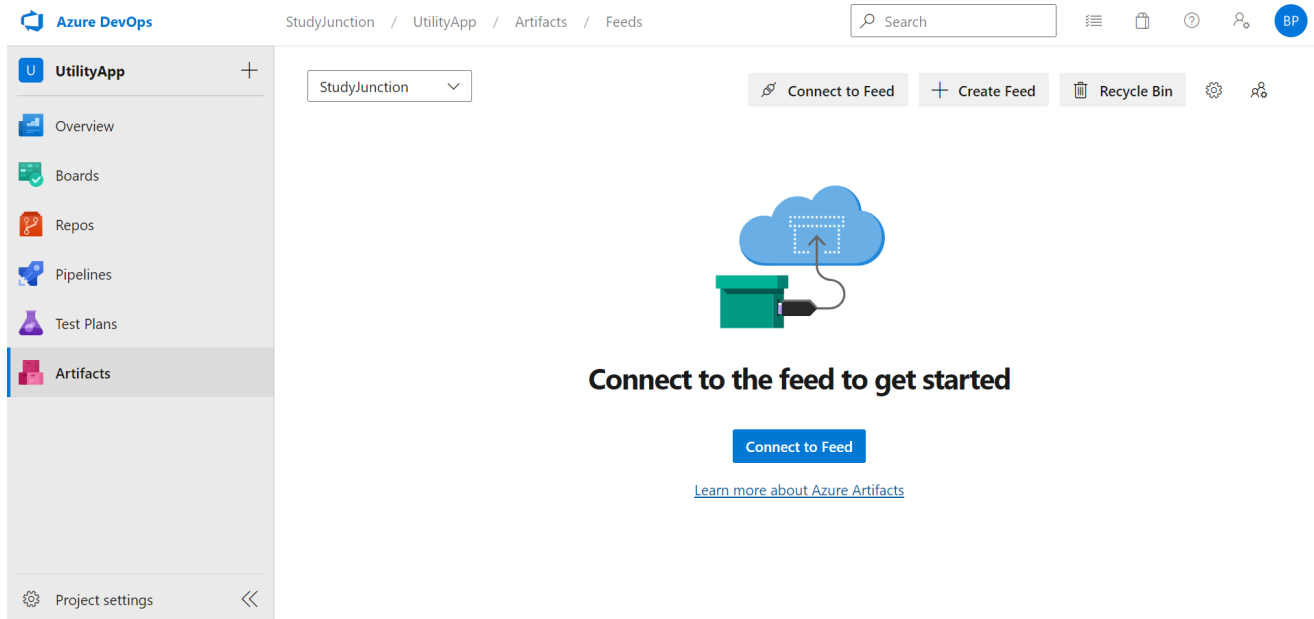 Azure DevOps
StudyJunction / UtilityApp / Artifacts / Feeds
Search
BP
U UtilityApp
Overview
Boards
Repos
Pipelines
Test Plans
Artifacts
Project settings
StudyJunction
Connect to Feed
Create Feed
Recycle Bin
Connect to the feed to get started
Connect to Feed
Learn more about Azure Artifacts